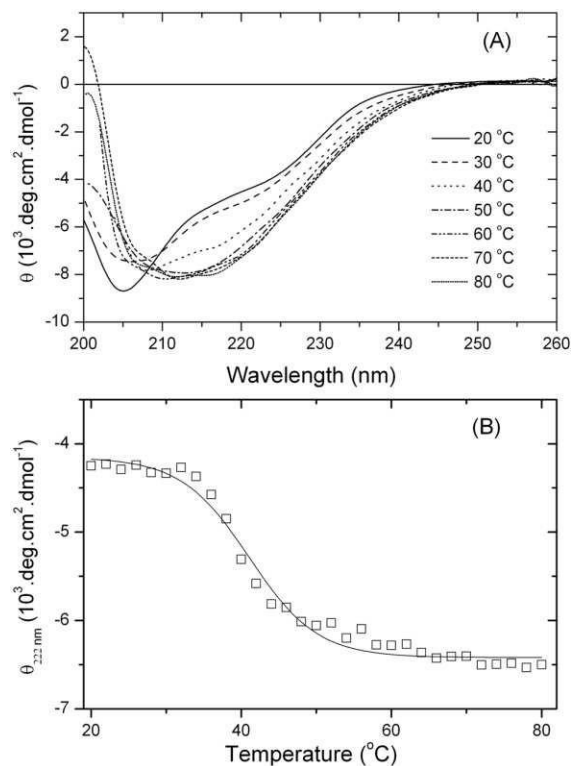 (A)
2
0
-2
-4
-6
-8
-10
θ (10³.deg.cm².dmol⁻¹)
20 °C
30 °C
40 °C
50 °C
60 °C
70 °C
80 °C
200 210 220 230 240 250 260
Wavelength (nm)
(B)
-4
-5
-6
-7
θ222 nm (10³.deg.cm².dmol⁻¹)
20 40 60 80
Temperature (°C)